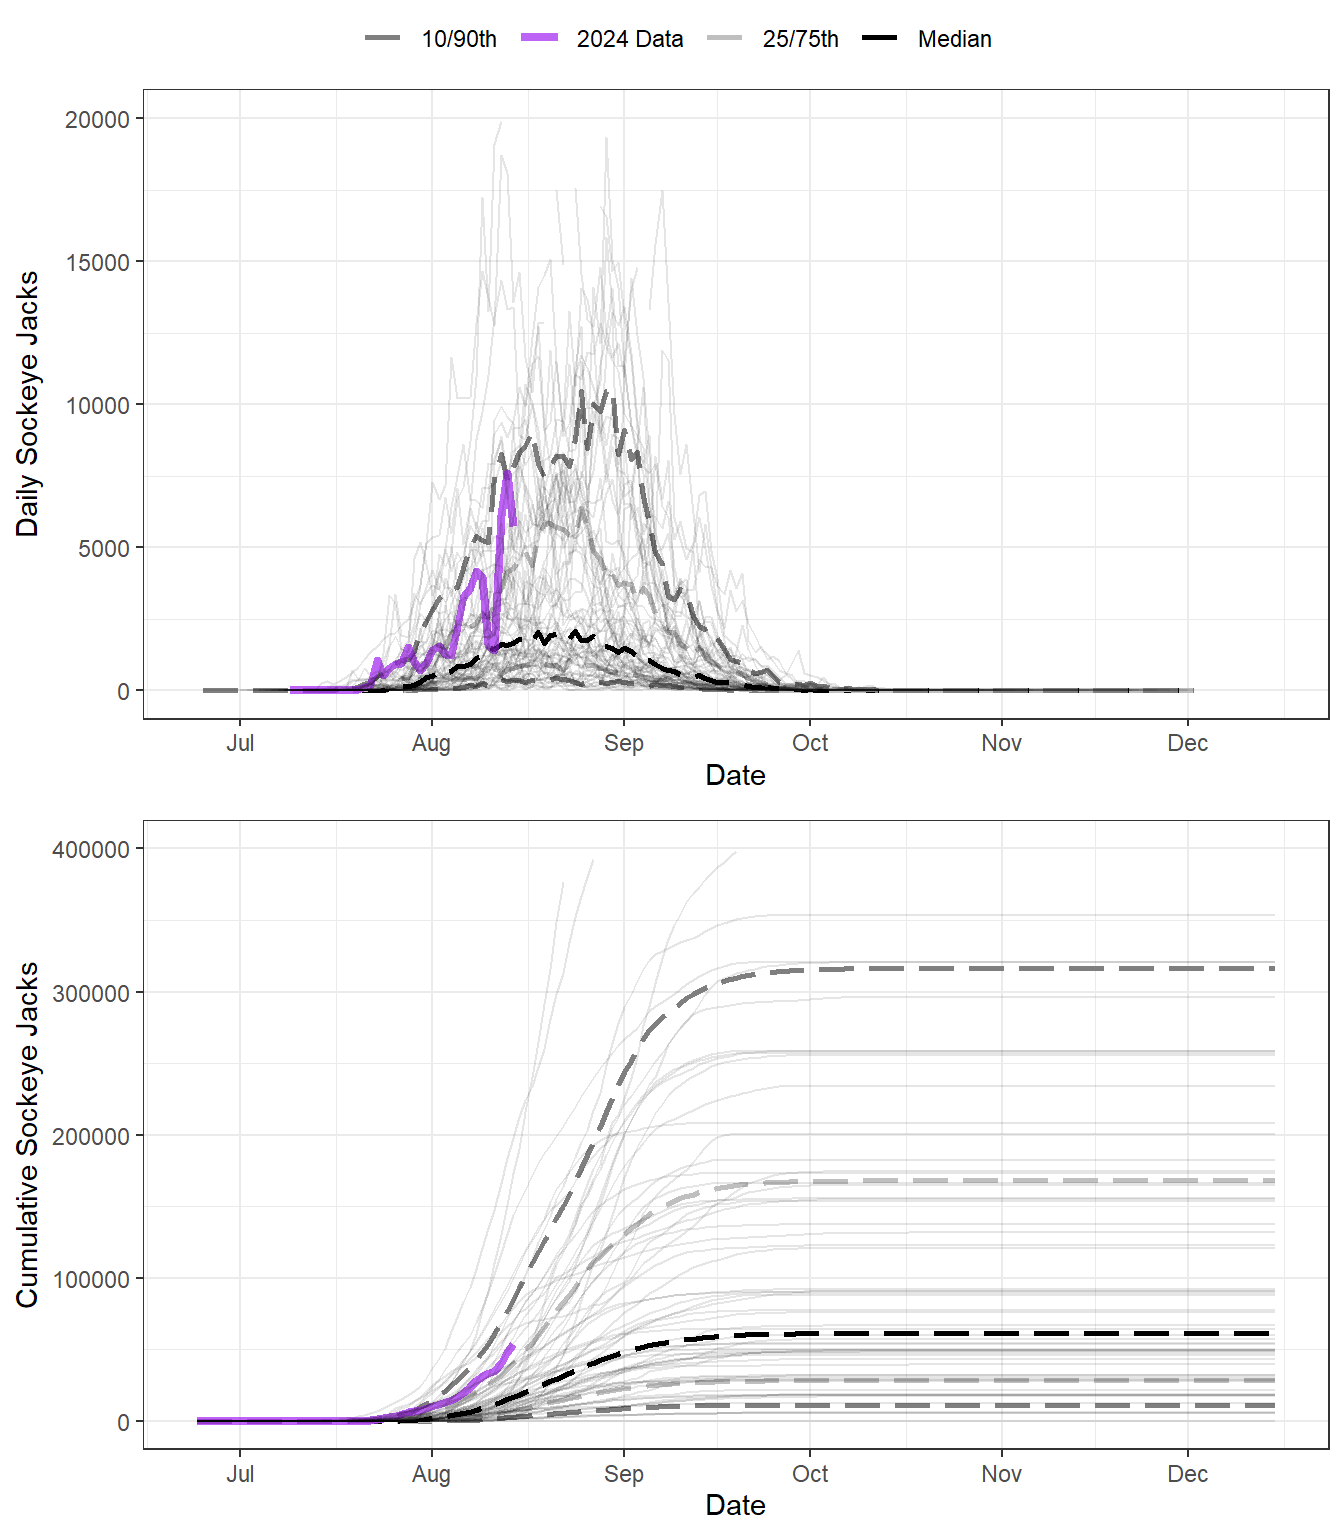 10/90th 2024 Data 25/75th Median
20000
15000
10000
5000
0
Daily Sockeye Jacks
Jul Aug Sep Oct Nov Dec
Date
400000
300000
200000
100000
0
Cumulative Sockeye Jacks
Jul Aug Sep Oct Nov Dec
Date